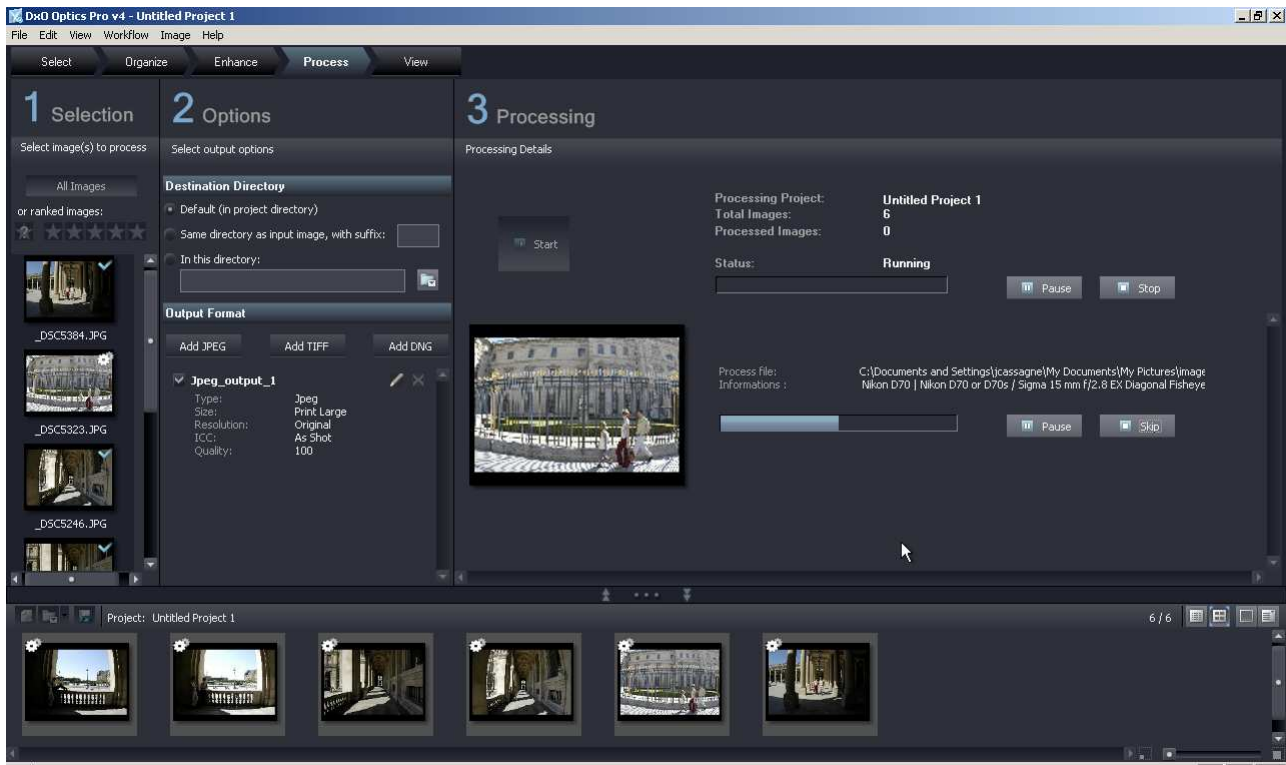 DxO Optics Pro v4 - Untitled Project 1
File Edit View Workflow Image Help
Select Organize Enhance Process View
1 Selection
Select image(s) to process
All Images
or ranked images:
_DSC5384.JPG
_DSC5323.JPG
_DSC5246.JPG
2 Options
Select output options
Destination Directory
Default (in project directory)
Same directory as input image, with suffix:
In this directory:
Output Format
Add JPEG Add TIFF Add DNG
Jpeg_output_1
Type: Jpeg
Size: Print Large
Resolution: Original
ICC: As Shot
Quality: 100
3 Processing
Processing Details
Start
Processing Project: Untitled Project 1
Total Images: 6
Processed Images: 0
Status: Running
Pause Stop
Process file: C:\Documents and Settings\jcassagne\My Documents\My Pictures\image
Informations : Nikon D70 | Nikon D70 or D70s / Sigma 15 mm f/2.8 EX Diagonal Fisheye
Pause Skip
Project: Untitled Project 1
6 / 6